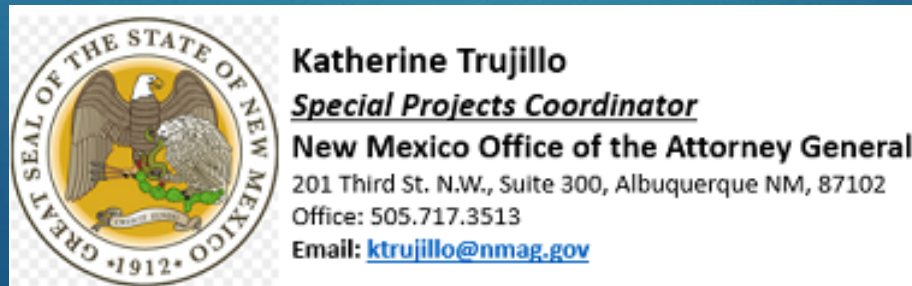 GREAT SEAL OF THE STATE OF NEW MEXICO
•1912•
Katherine Trujillo
Special Projects Coordinator
New Mexico Office of the Attorney General
201 Third St. N.W., Suite 300, Albuquerque NM, 87102
Office: 505.717.3513
Email: ktrujillo@nmag.gov